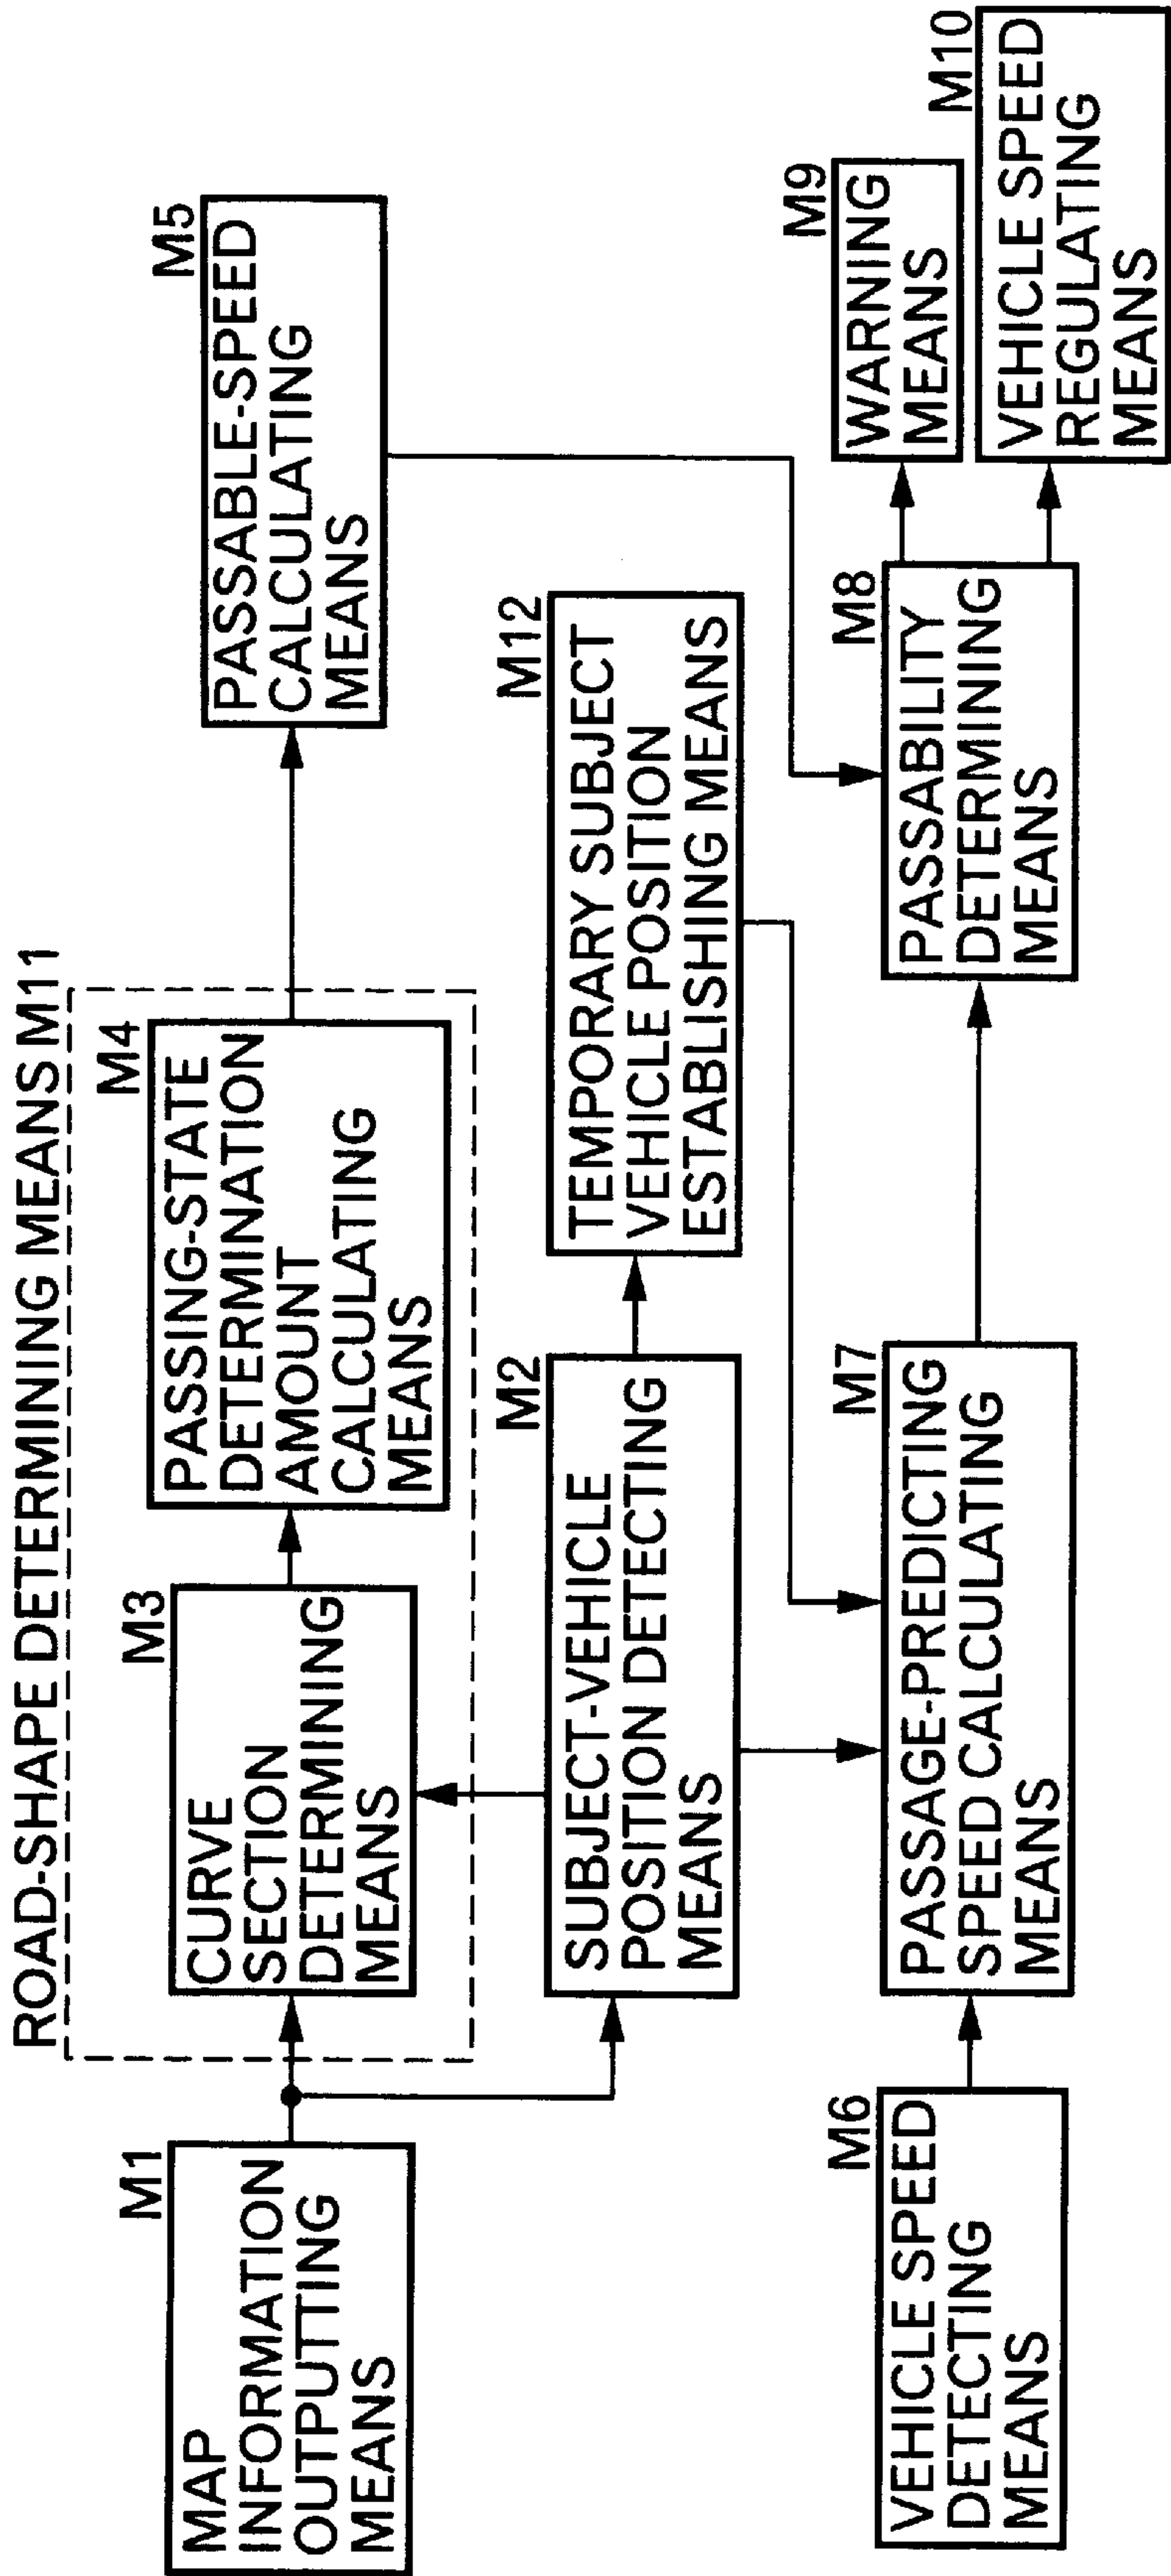 ROAD-SHAPE DETERMINING MEANS M11
M1
MAP
INFORMATION
OUTPUTTING
MEANS
M3
CURVE
SECTION
DETERMINING
MEANS
M4
PASSING-STATE
DETERMINATION
AMOUNT
CALCULATING
MEANS
M5
PASSABLE-SPEED
CALCULATING
MEANS
M2
SUBJECT-VEHICLE
POSITION DETECTING
MEANS
M12
TEMPORARY SUBJECT
VEHICLE POSITION
ESTABLISHING MEANS
M6
VEHICLE SPEED
DETECTING
MEANS
M7
PASSAGE-PREDICTING
SPEED CALCULATING
MEANS
M8
PASSABILITY
DETERMINING
MEANS
M9
WARNING
MEANS
M10
VEHICLE SPEED
REGULATING
MEANS